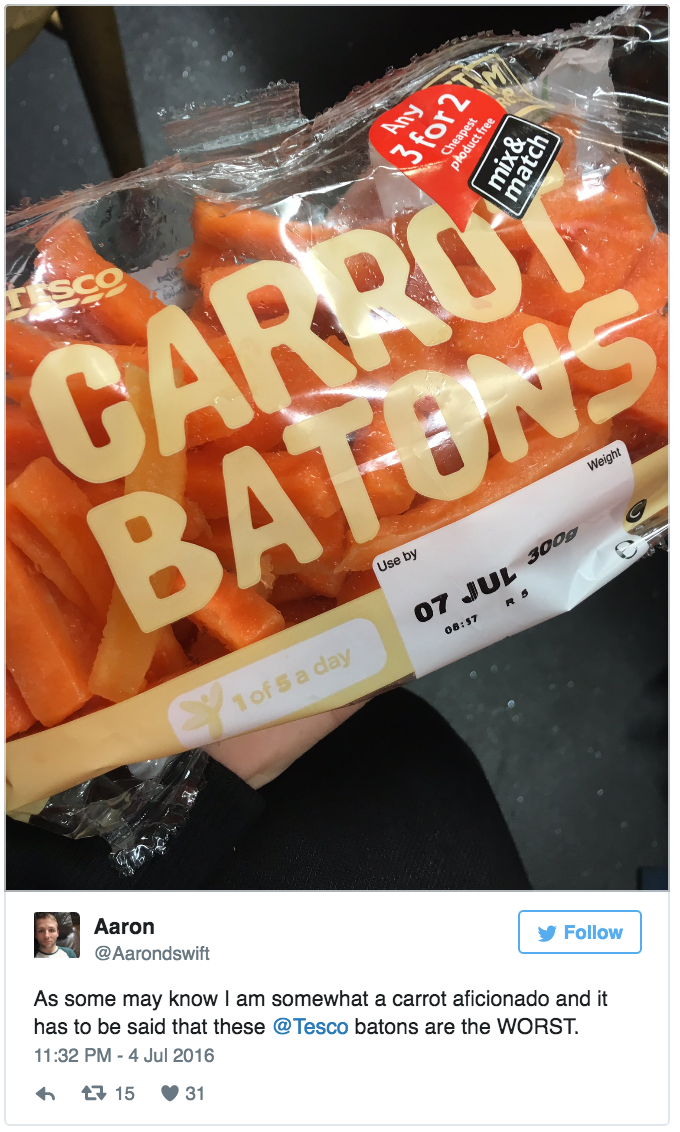 Any
3 for 2
Cheapest
product free
mix&
match
TESCO
CARROT
BATONS
Weight
Use by
300g
07 JUL
08:57
R 5
1 of 5 a day
Aaron
@Aarondswift
Follow
As some may know I am somewhat a carrot aficionado and it
has to be said that these @Tesco batons are the WORST.
11:32 PM - 4 Jul 2016
15
31